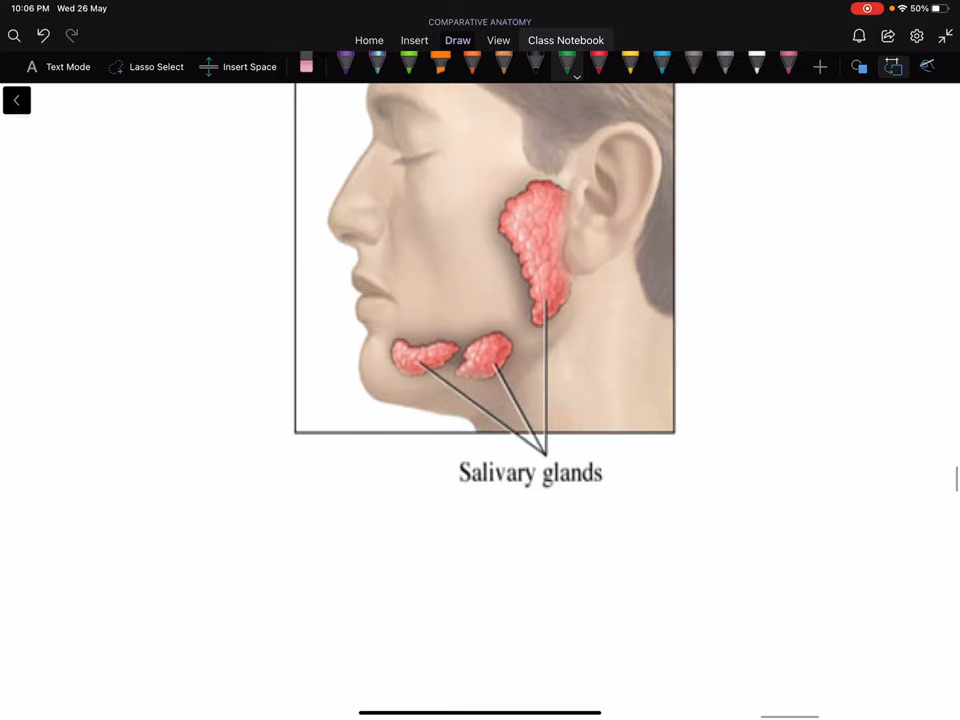 10:06 PM Wed 26 May
50%
COMPARATIVE ANATOMY
Home Insert Draw View Class Notebook
A Text Mode Lasso Select Insert Space
Salivary glands